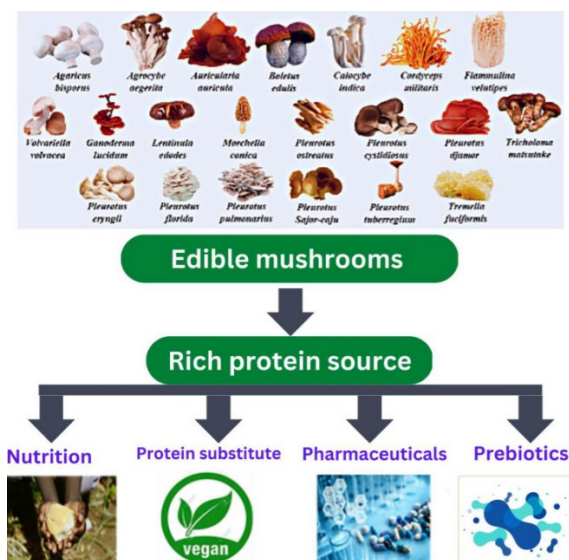 Agaricus Agrocybe Auricularia Boletus Calocybe Cordyceps Flammulina
bisporus aegerita auricula edulis indica militaris velutipes
Volvariella Ganoderma Lentinula Morchella Pleurotus Pleurotus Pleurotus Tricholoma
volvacea lucidum edodes conica ostreatus cystidiosus djamor matsutake
Pleurotus Pleurotus Pleurotus Pleurotus Pleurotus Tremella
eryngii florida pulmonarius Sajor-caju tuberregium fuciformis
Edible mushrooms
Rich protein source
Nutrition Protein substitute Pharmaceuticals Prebiotics
vegan